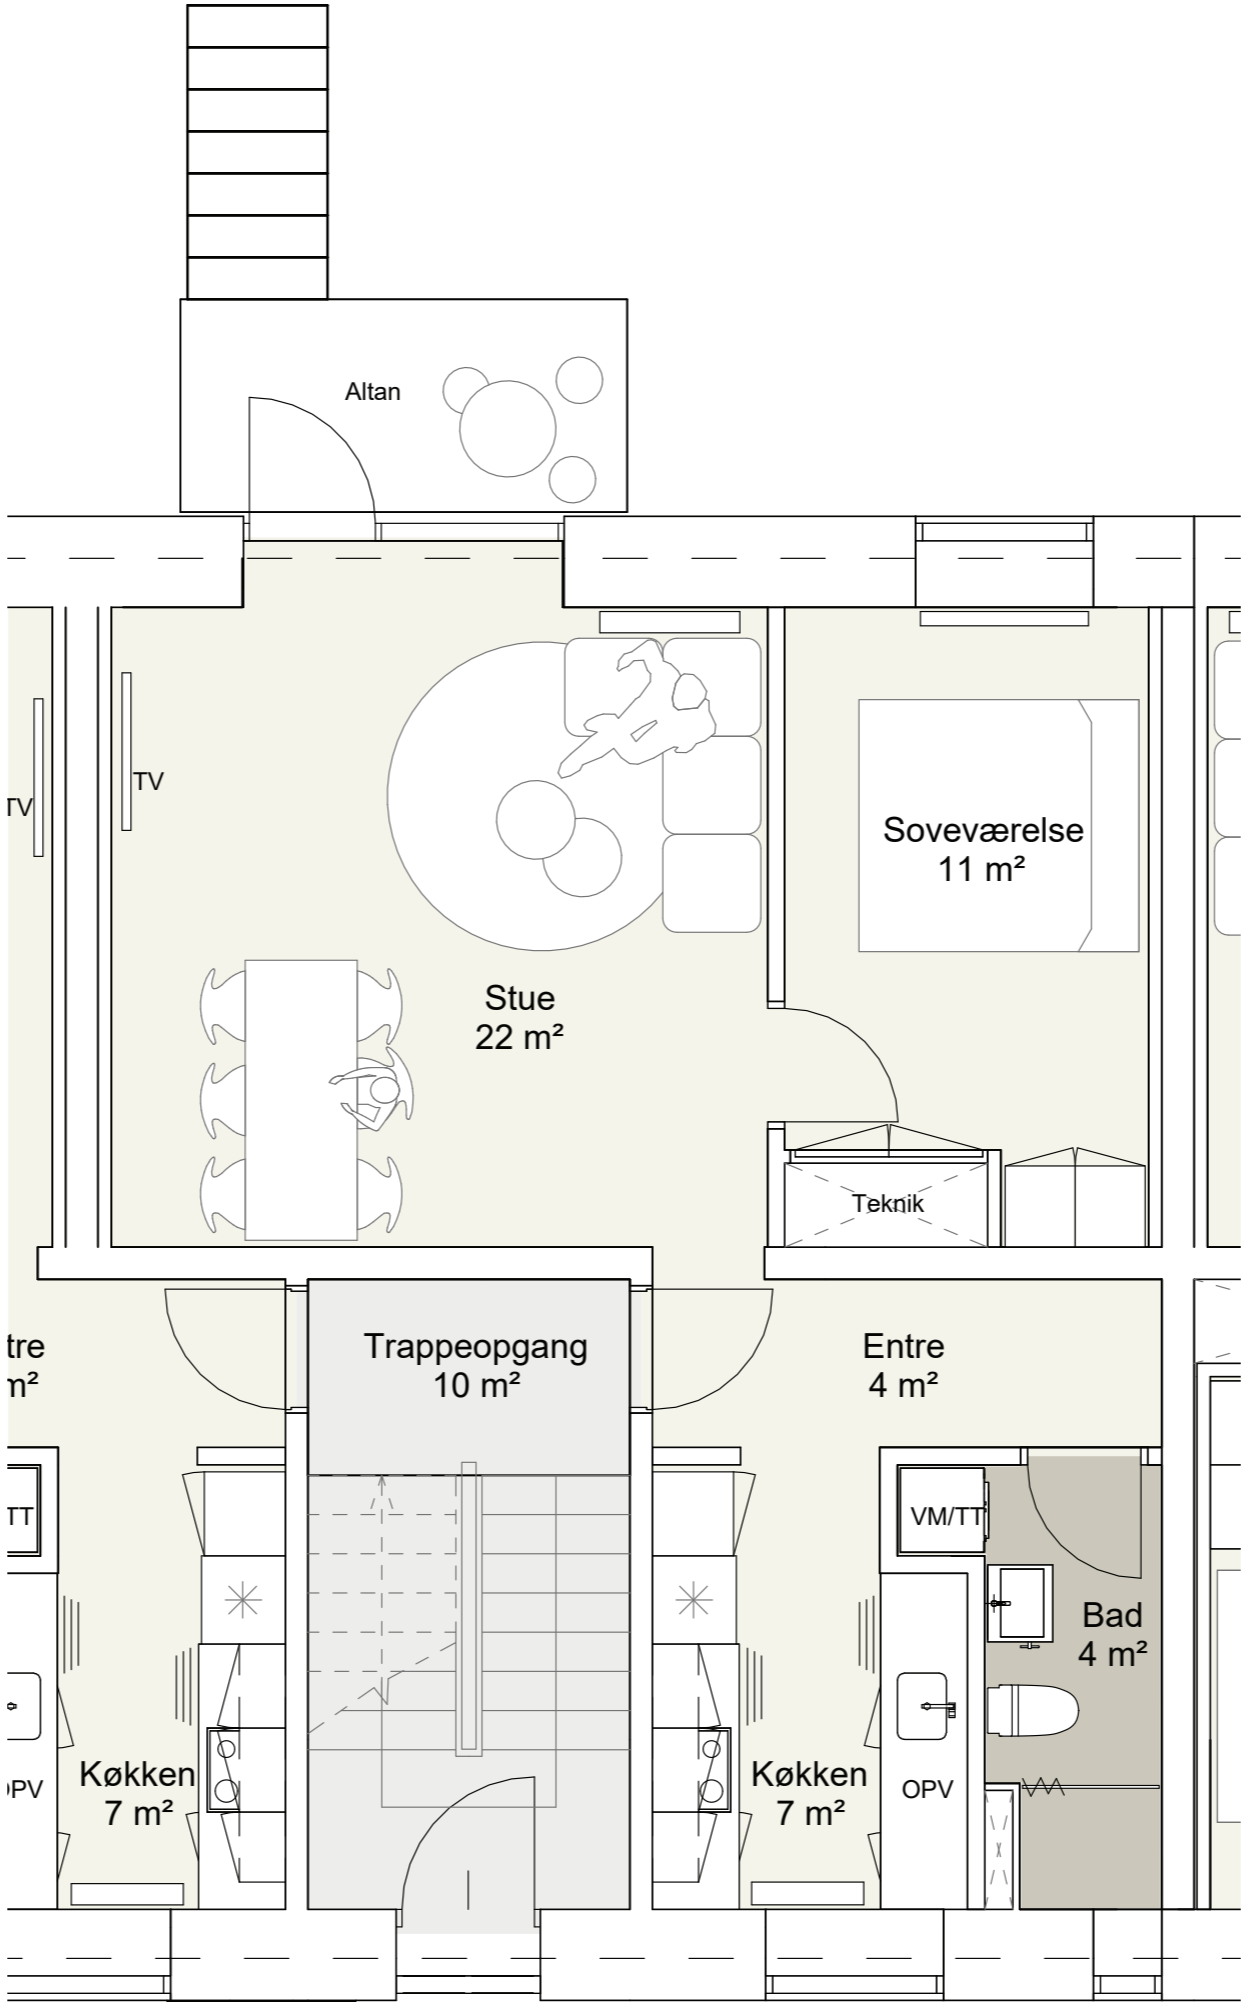 Altan
TV
TV
Soveværelse
11 m²
Stue
22 m²
Teknik
tre
m²
Trappeopgang
10 m²
Entre
4 m²
TT
VM/TT
Bad
4 m²
Køkken
7 m²
Køkken
7 m²
PV
OPV